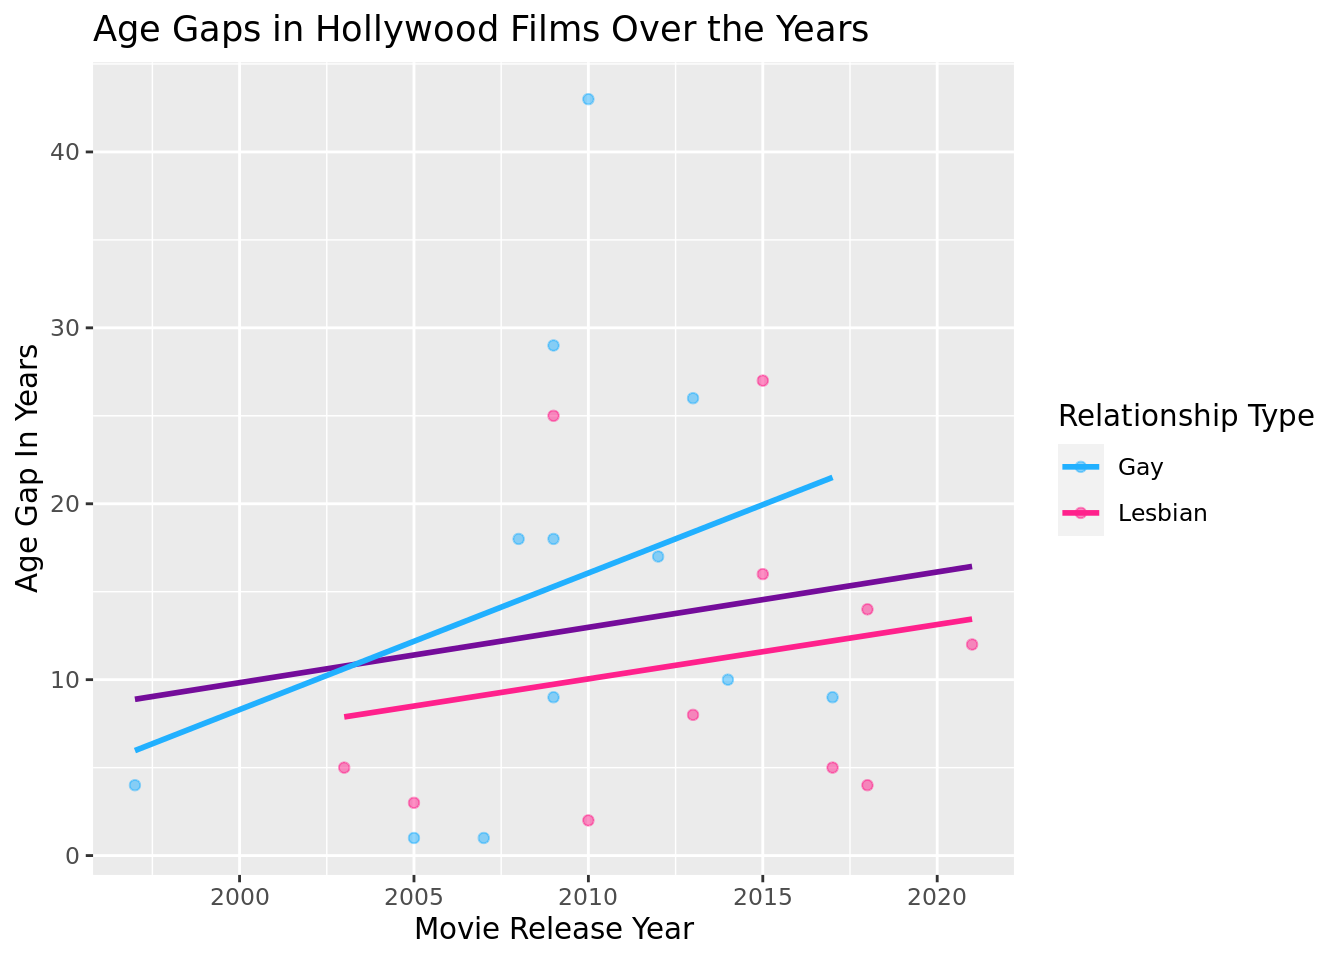 Age Gaps in Hollywood Films Over the Years
Age Gap In Years
40
30
20
10
0
2000 2005 2010 2015 2020
Movie Release Year
Relationship Type
Gay
Lesbian